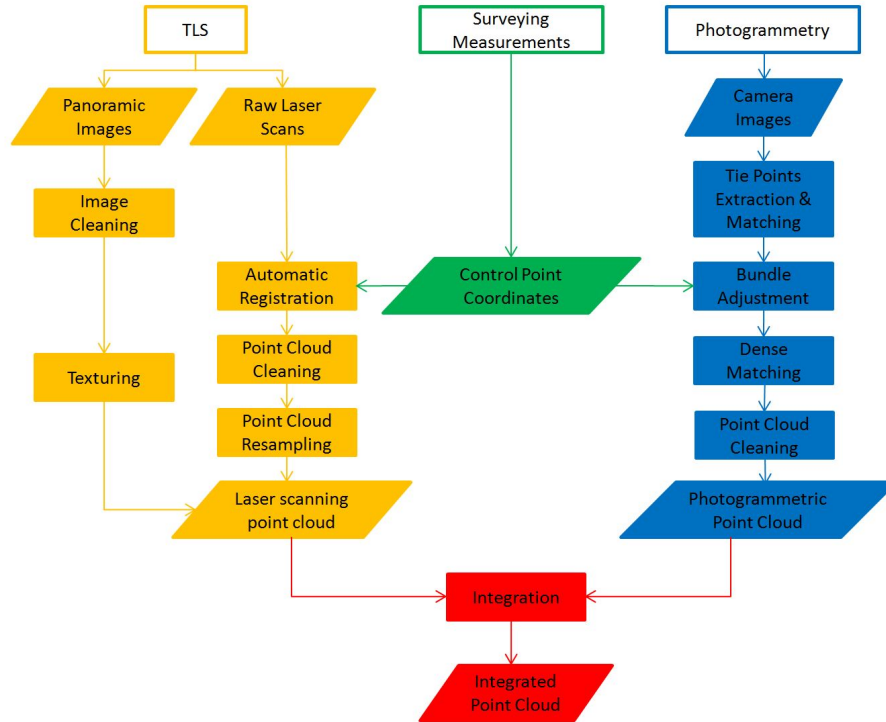 TLS
Surveying
Measurements
Photogrammetry
Panoramic
Images
Raw Laser
Scans
Camera
Images
Image
Cleaning
Tie Points
Extraction &
Matching
Automatic
Registration
Control Point
Coordinates
Bundle
Adjustment
Texturing
Point Cloud
Cleaning
Dense
Matching
Point Cloud
Resampling
Point Cloud
Cleaning
Laser scanning
point cloud
Photogrammetric
Point Cloud
Integration
Integrated
Point Cloud